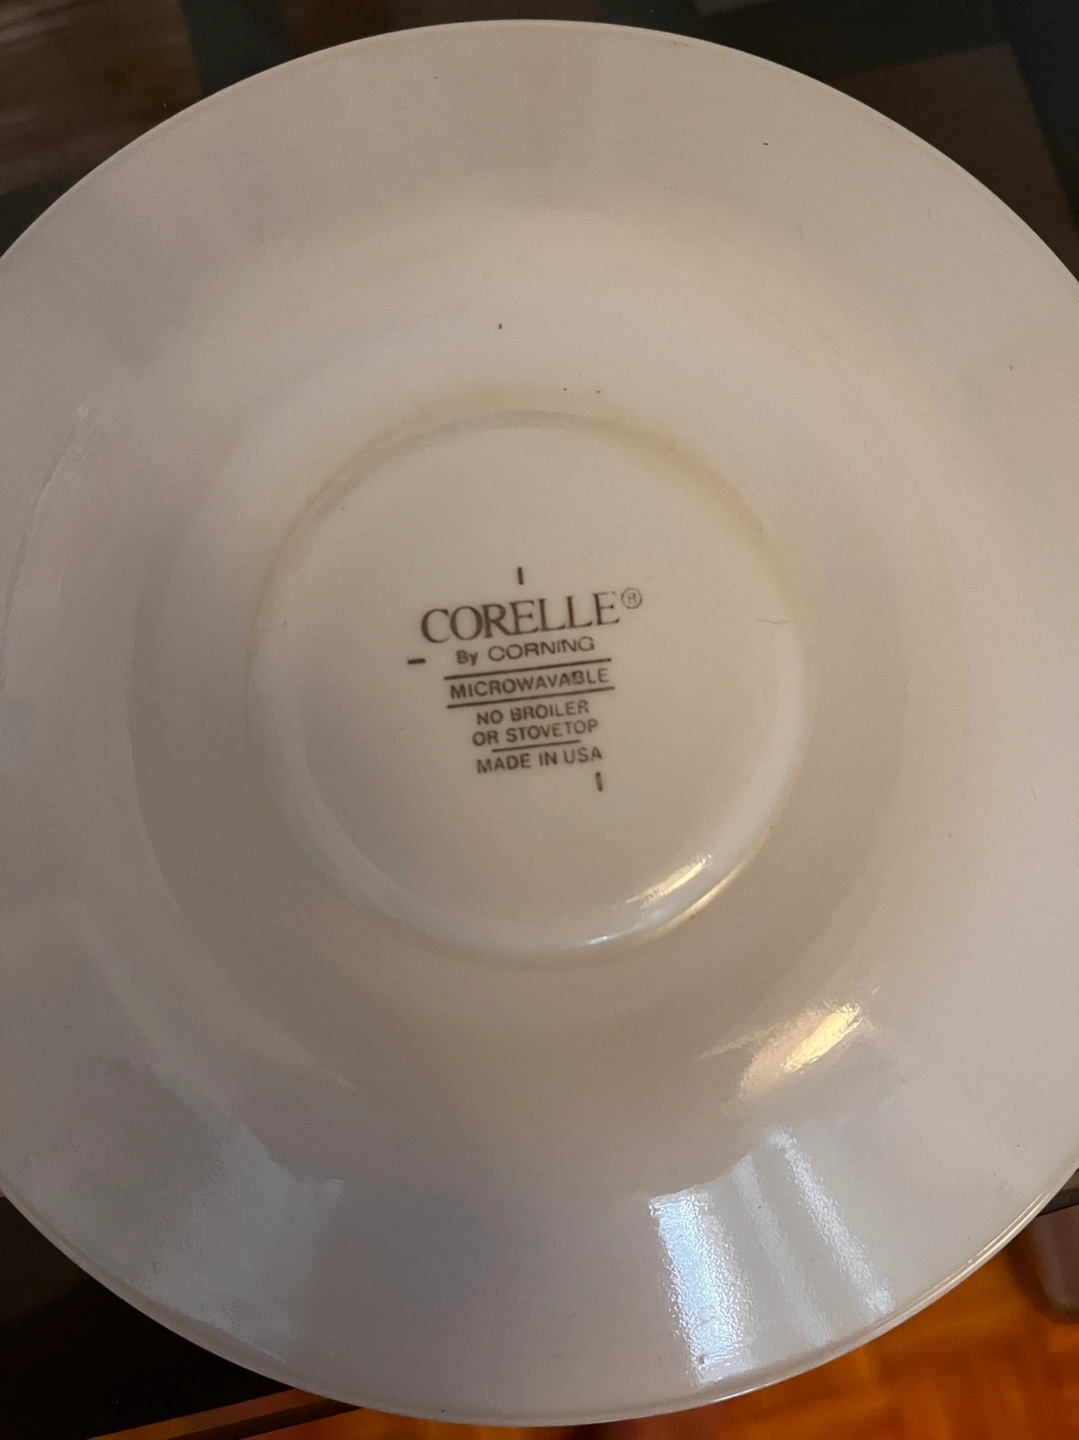 CORELLE®
By CORNING
MICROWAVABLE
NO BROILER
OR STOVETOP
MADE IN USA